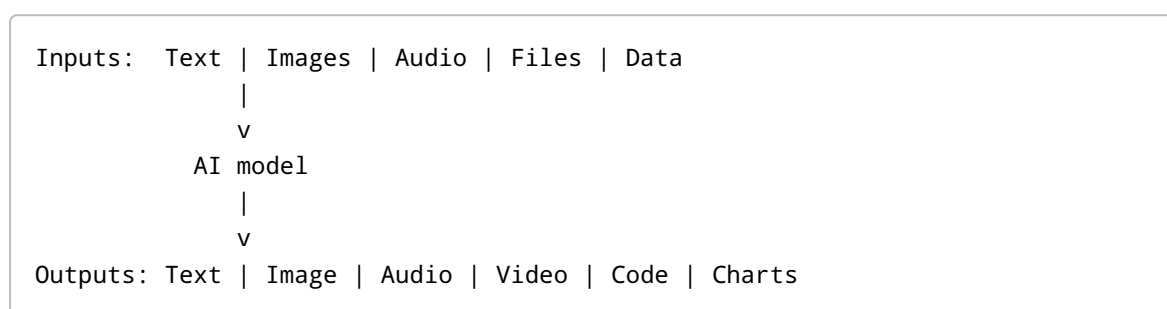 Inputs:  Text | Images | Audio | Files | Data
|
v
AI model
|
v
Outputs: Text | Image | Audio | Video | Code | Charts